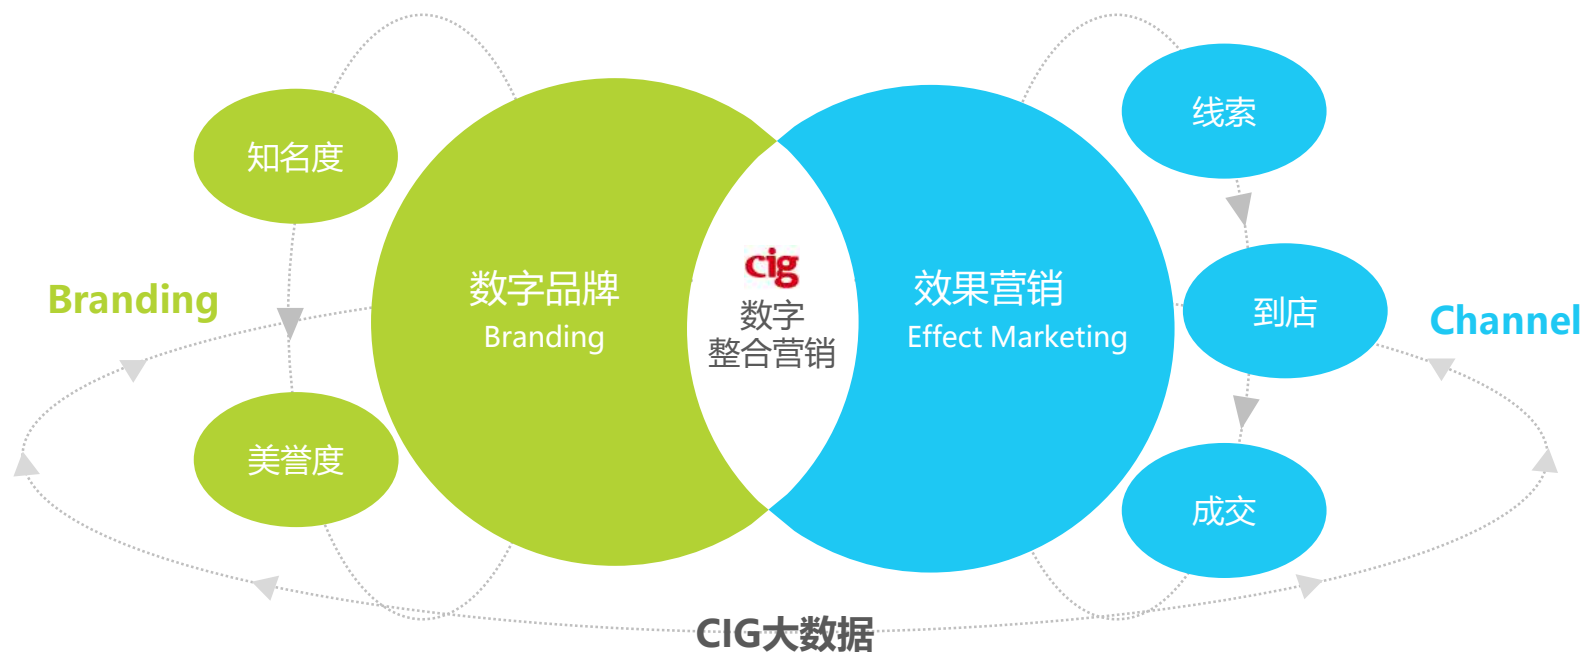 知名度
美誉度
Branding
数字品牌
Branding
cig
数字
整合营销
效果营销
Effect Marketing
线索
到店
成交
Channel
CIG大数据